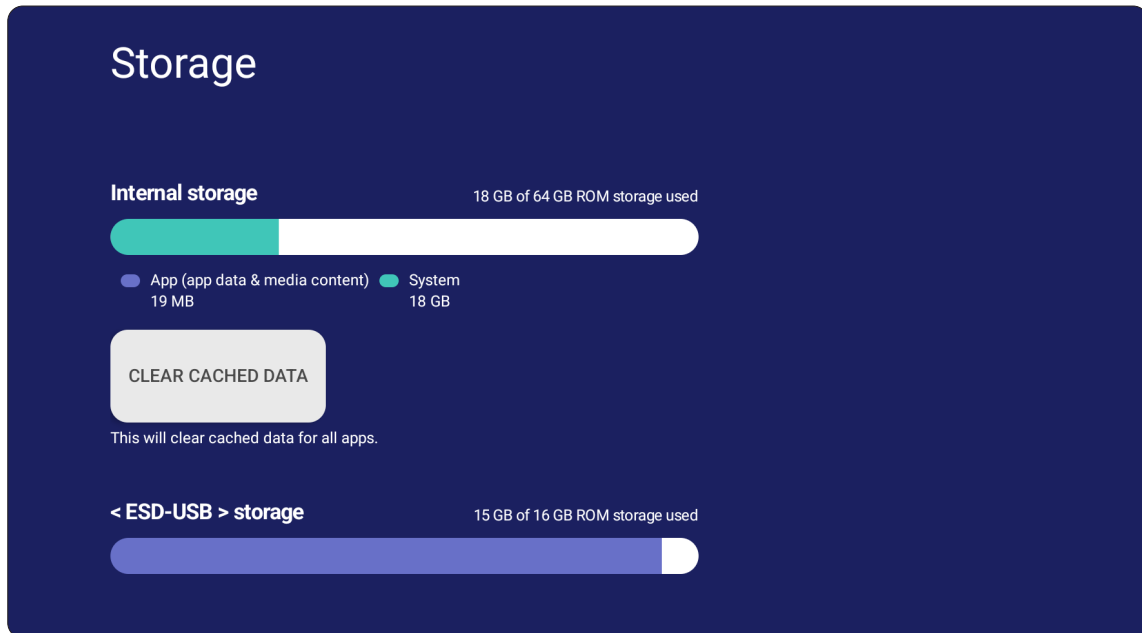 Storage
Internal storage
18 GB of 64 GB ROM storage used
App (app data & media content)
19 MB
System
18 GB
CLEAR CACHED DATA
This will clear cached data for all apps.
< ESD-USB > storage
15 GB of 16 GB ROM storage used